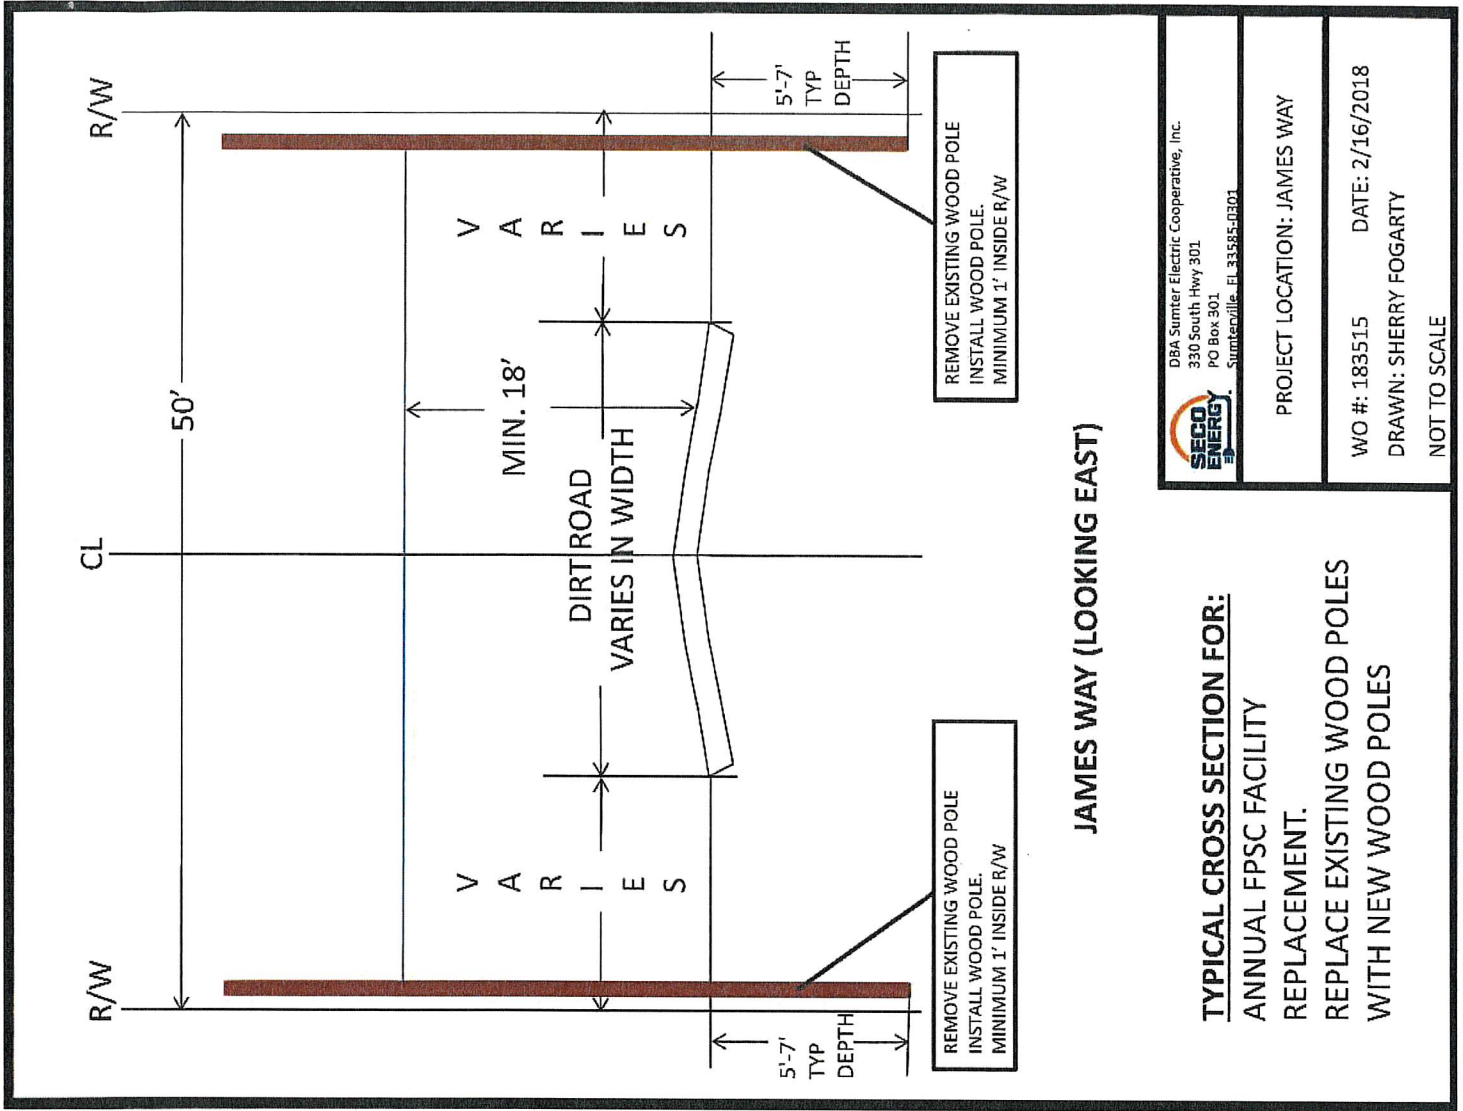 R/W
CL
R/W
50'
V
A
R
I
E
S
DIRT ROAD
VARIES IN WIDTH
MIN. 18'
V
A
R
I
E
S
5'-7'
TYP
DEPTH
5'-7'
TYP
DEPTH
REMOVE EXISTING WOOD POLE
INSTALL WOOD POLE.
MINIMUM 1' INSIDE R/W
REMOVE EXISTING WOOD POLE
INSTALL WOOD POLE.
MINIMUM 1' INSIDE R/W
JAMES WAY (LOOKING EAST)
TYPICAL CROSS SECTION FOR:
ANNUAL FPSC FACILITY
REPLACEMENT.
REPLACE EXISTING WOOD POLES
WITH NEW WOOD POLES
SECO
ENERGY
DBA Sumter Electric Cooperative, Inc.
330 South Hwy 301
PO Box 301
Sumterville, FL 33585-0301
PROJECT LOCATION: JAMES WAY
WO #: 183515 DATE: 2/16/2018
DRAWN: SHERRY FOGARTY
NOT TO SCALE